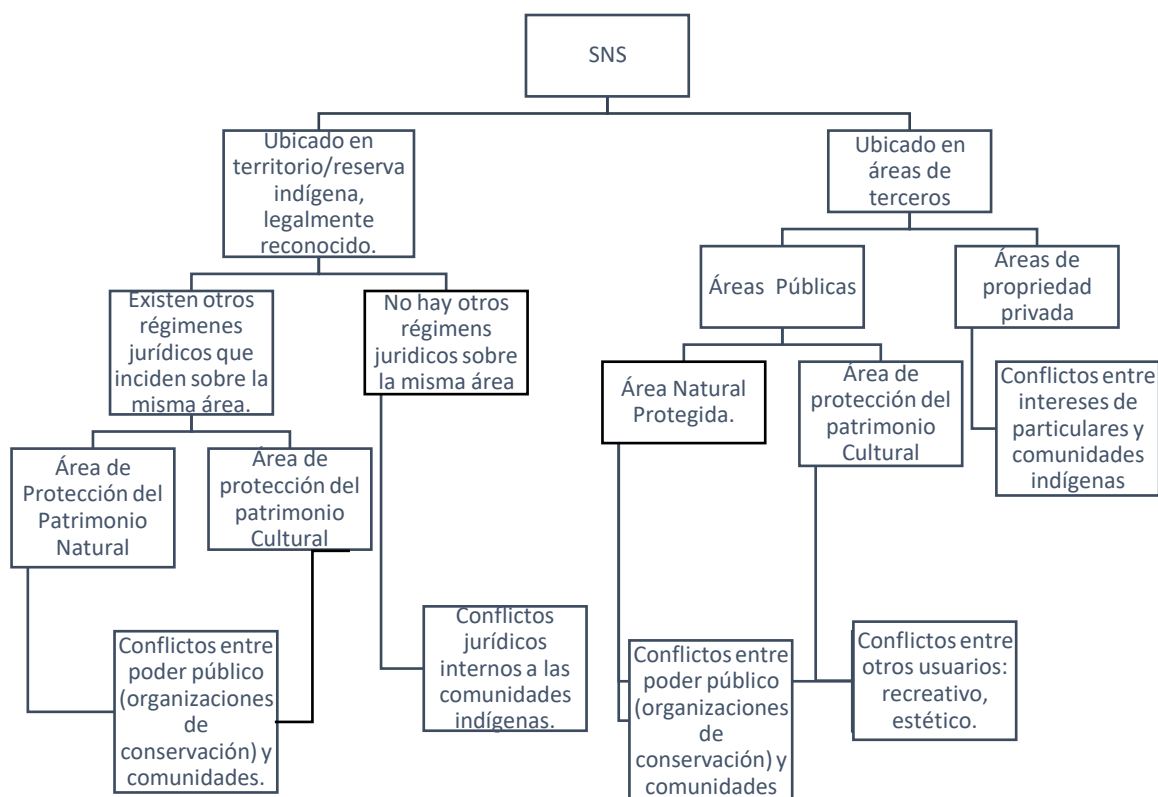 SNS
Ubicado en
territorio/reserva
indígena,
legalmente
reconocido.
Ubicado en
áreas de
terceros
Existen otros
régimenes
jurídicos que
inciden sobre la
misma área.
No hay otros
régimens
juridicos sobre
la misma área
Áreas Públicas
Áreas de
propriedad
privada
Área de
Protección del
Patrimonio
Natural
Área de
protección del
patrimonio
Cultural
Área Natural
Protegida.
Área de
protección del
patrimonio
Cultural
Conflictos entre
intereses de
particulares y
comunidades
indígenas
Conflictos entre
poder público
(organizaciones
de
conservación) y
comunidades.
Conflictos
jurídicos
internos a las
comunidades
indígenas.
Conflictos entre
poder público
(organizaciones
de
conservación) y
comunidades
Conflictos entre
otros usuarios:
recreativo,
estético.